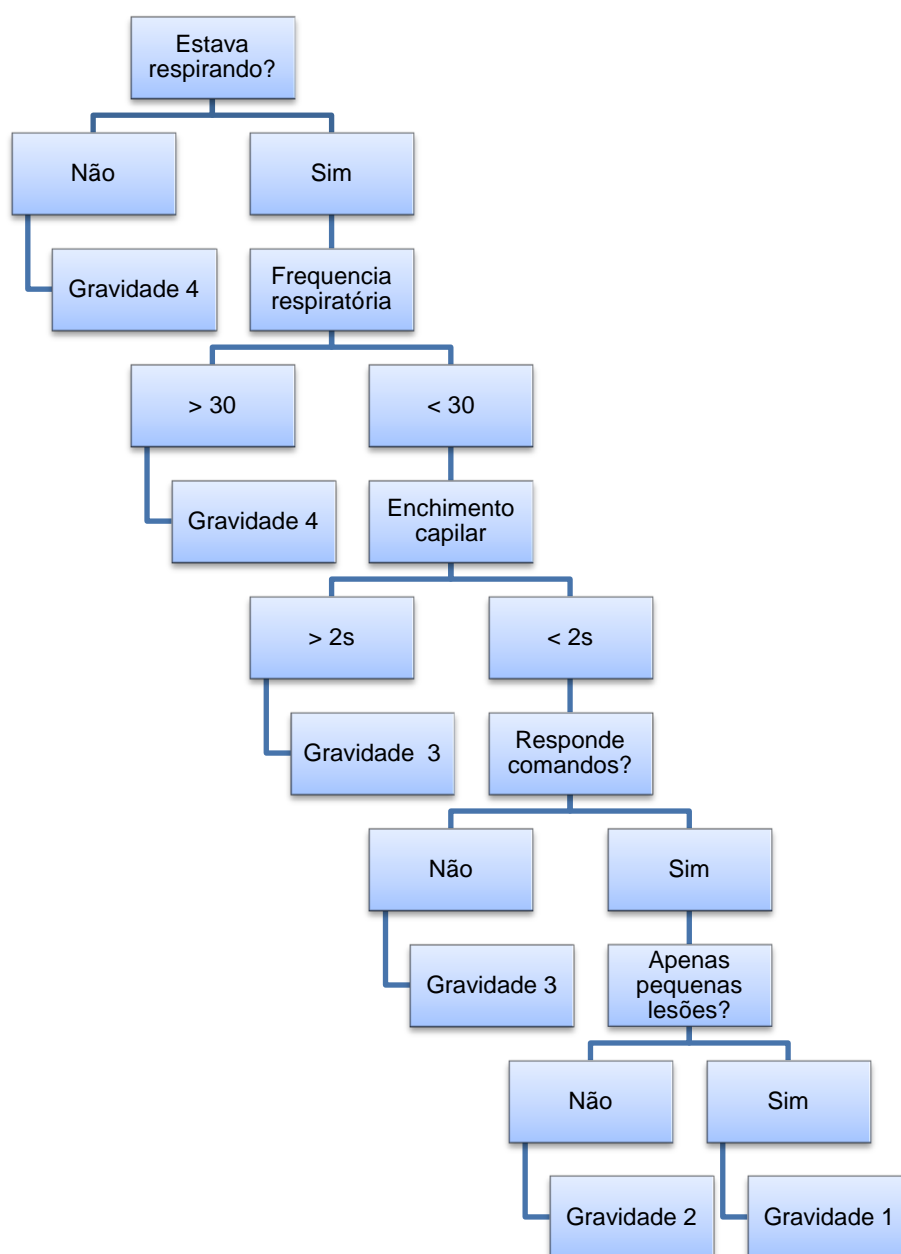 Estava
respirando?
Não
Sim
Gravidade 4
Frequencia
respiratória
> 30
< 30
Gravidade 4
Enchimento
capilar
> 2s
< 2s
Gravidade  3
Responde
comandos?
Não
Sim
Gravidade 3
Apenas
pequenas
lesões?
Não
Sim
Gravidade 2
Gravidade 1